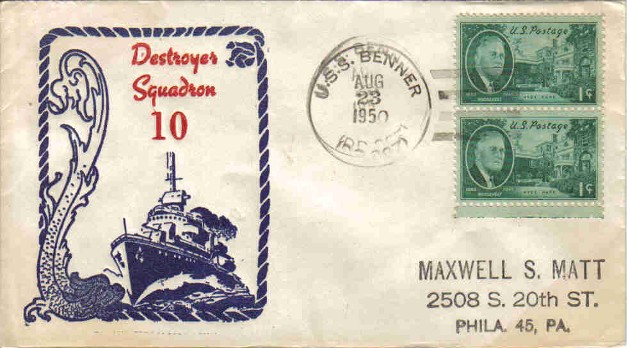 Destroyer
Squadron
10
U.S.S. BENNER
AUG
23
1950
U.S. Postage
1¢
U.S. Postage
1¢
MAXWELL S. MATT
2508 S. 20th ST.
PHILA. 45, PA.